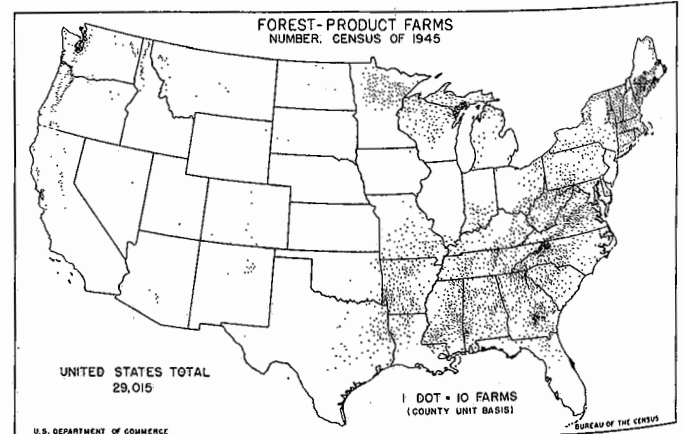 FOREST-PRODUCT FARMS
NUMBER, CENSUS OF 1945
UNITED STATES TOTAL
29,015
1 DOT • 10 FARMS
(COUNTY UNIT BASIS)
U.S. DEPARTMENT OF COMMERCE
BUREAU OF THE CENSUS